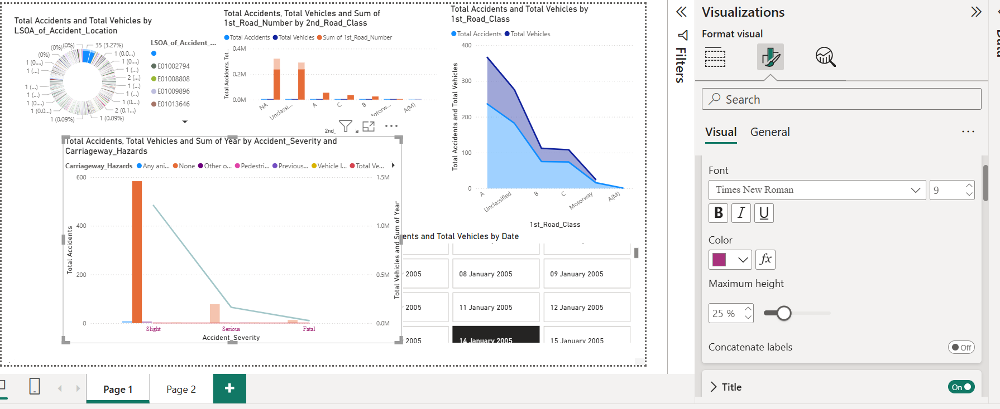 Total Accidents and Total Vehicles by
LSOA_of_Accident_Location
(0%)
(0%)
35 (3.27%)
(0%)
1 (0.0...)
1 (0...)
1 (0....)
1 (...)
1 (...)
2 (...)
1 (...)
1 (...)
1 (...)
1 (...)
1 (0....)
1 (0....)
1 (0.0...)
2 (0.1...)
1 (0.09%)
1 (0.09%)
LSOA_of_Accident_...
E01002794
E01008808
E01009896
E01013646
Total Accidents, Total Vehicles and Sum of
1st_Road_Number by 2nd_Road_Class
Total Accidents Total Vehicles Sum of 1st_Road_Number
Total Accidents, Tot...
0.4M
0.2M
0.0M
NA
Unclassi...
A
C
B
A(M)
2nd_
Total Accidents and Total Vehicles by
1st_Road_Class
Total Accidents Total Vehicles
Total Accidents and Total Vehicles
400
300
200
100
0
A
Unclassified
B
C
Motorway
A(M)
1st_Road_Class
Total Accidents, Total Vehicles and Sum of Year by Accident_Severity and
Carriageway_Hazards
Carriageway_Hazards Any ani... None Other o... Pedestri... Previous... Vehicle l... Total Ve...
Total Accidents
600
400
200
0
1.5M
1.0M
0.5M
0.0M
Total Vehicles and Sum of Year
Slight
Serious
Fatal
Accident_Severity
ents and Total Vehicles by Date
2005
08 January 2005
09 January 2005
2005
11 January 2005
12 January 2005
2005
14 January 2005
15 January 2005
Page 1
Page 2
+
Filters
Visualizations
Format visual
Search
Visual
General
...
Font
Times New Roman
9
B
I
U
Color
fx
Maximum height
25 %
Concatenate labels
Off
Title
On
Data